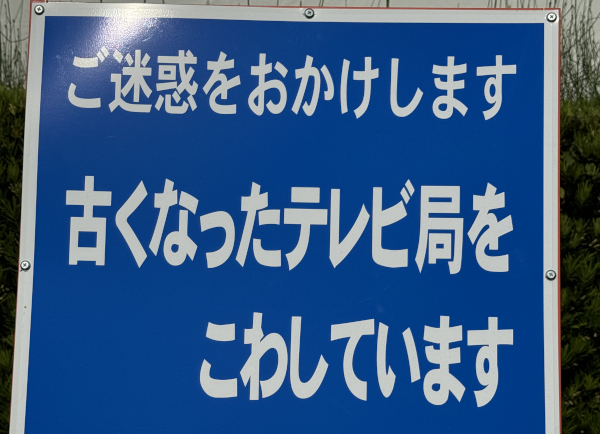 ご迷惑をおかけします
古くなったテレビ局を
こわしています